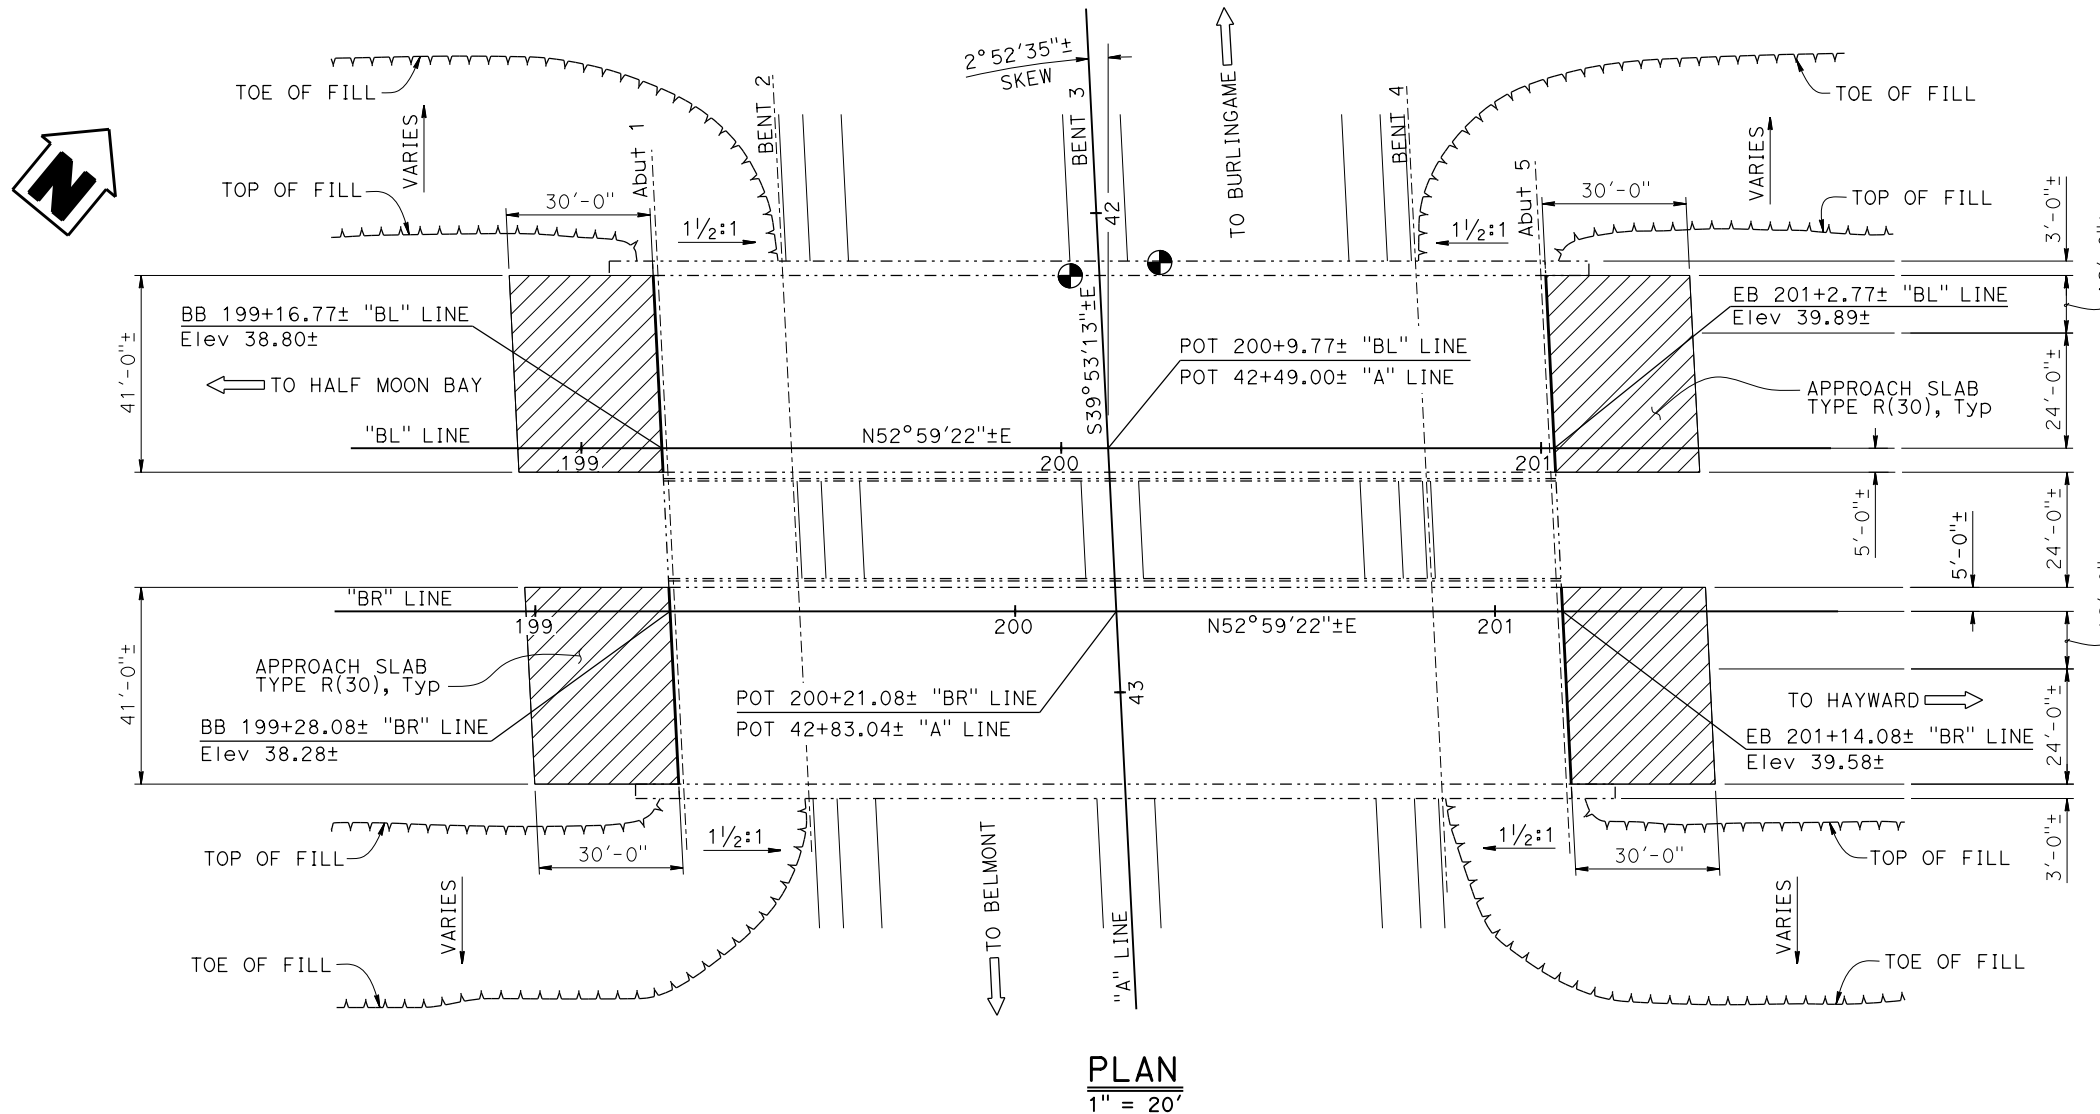 2°52'35"±
SKEW
TO BURLINGAME
BENT 2
BENT 3
BENT 4
Abut 1
Abut 5
TOE OF FILL
TOE OF FILL
VARIES
VARIES
N
TOP OF FILL
TOP OF FILL
30'-0"
30'-0"
1½:1
1½:1
42
3'-0"±
BB 199+16.77± "BL" LINE
Elev 38.80±
EB 201+2.77± "BL" LINE
Elev 39.89±
S39°53'13"±E
POT 200+9.77± "BL" LINE
POT 42+49.00± "A" LINE
41'-0"±
TO HALF MOON BAY
APPROACH SLAB
TYPE R(30), Typ
24'-0"±
"BL" LINE
N52°59'22"±E
199
200
201
5'-0"±
24'-0"±
5'-0"±
"BR" LINE
199
200
N52°59'22"±E
201
APPROACH SLAB
TYPE R(30), Typ
41'-0"±
POT 200+21.08± "BR" LINE
POT 42+83.04± "A" LINE
43
TO HAYWARD
BB 199+28.08± "BR" LINE
Elev 38.28±
EB 201+14.08± "BR" LINE
Elev 39.58±
24'-0"±
1½:1
1½:1
3'-0"±
TOP OF FILL
30'-0"
30'-0"
TOP OF FILL
VARIES
TO BELMONT
"A" LINE
VARIES
TOE OF FILL
TOE OF FILL
PLAN
1" = 20'